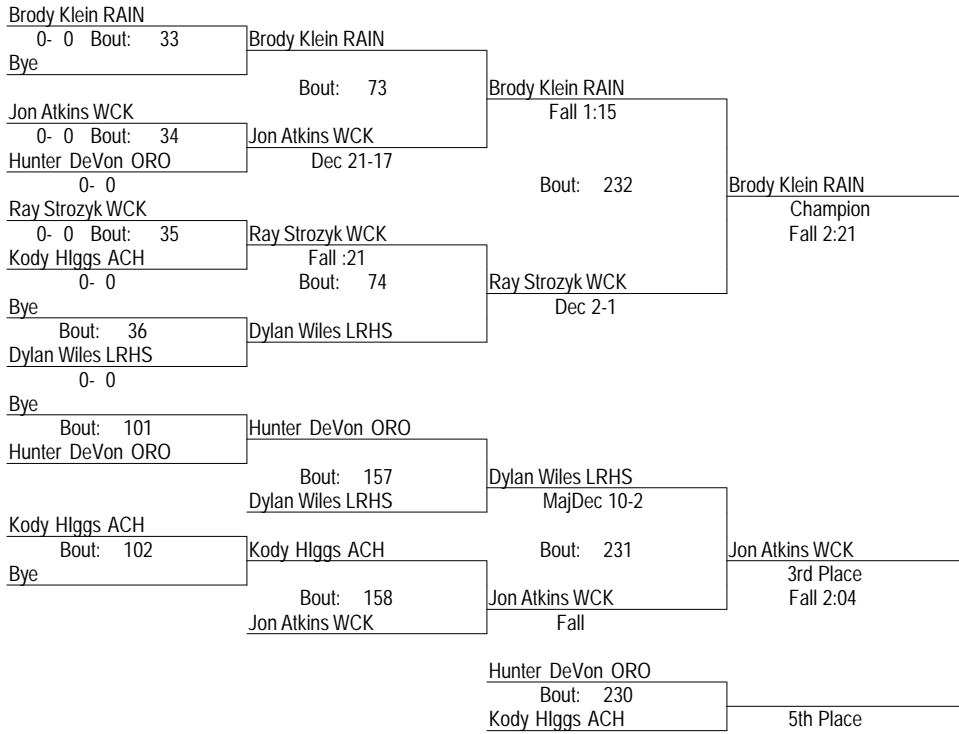 Brody Klein RAIN
0- 0 Bout: 33
Brody Klein RAIN
Bye
Bout: 73
Brody Klein RAIN
Jon Atkins WCK
Fall 1:15
0- 0 Bout: 34
Jon Atkins WCK
Hunter DeVon ORO
Dec 21-17
0- 0
Bout: 232
Brody Klein RAIN
Ray Strozyk WCK
Champion
0- 0 Bout: 35
Ray Strozyk WCK
Fall 2:21
Kody HIggs ACH
Fall :21
0- 0
Bout: 74
Ray Strozyk WCK
Bye
Dec 2-1
Bout: 36
Dylan Wiles LRHS
Dylan Wiles LRHS
0- 0
Bye
Bout: 101
Hunter DeVon ORO
Hunter DeVon ORO
Bout: 157
Dylan Wiles LRHS
Dylan Wiles LRHS
MajDec 10-2
Kody HIggs ACH
Bout: 102
Kody HIggs ACH
Bout: 231
Jon Atkins WCK
Bye
3rd Place
Bout: 158
Jon Atkins WCK
Fall 2:04
Jon Atkins WCK
Fall
Hunter DeVon ORO
Bout: 230
Kody HIggs ACH
5th Place